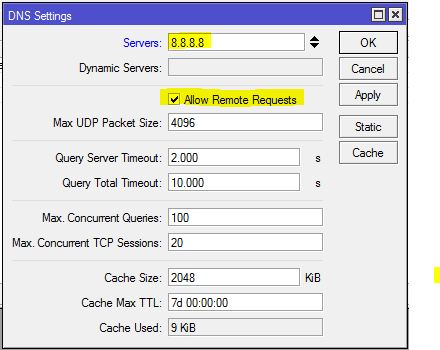 DNS Settings
Servers: 8.8.8.8 OK
Dynamic Servers: Cancel
Allow Remote Requests Apply
Max UDP Packet Size: 4096 Static
Query Server Timeout: 2.000 s Cache
Query Total Timeout: 10.000 s
Max. Concurrent Queries: 100
Max. Concurrent TCP Sessions: 20
Cache Size: 2048 KiB
Cache Max TTL: 7d 00:00:00
Cache Used: 9 KiB